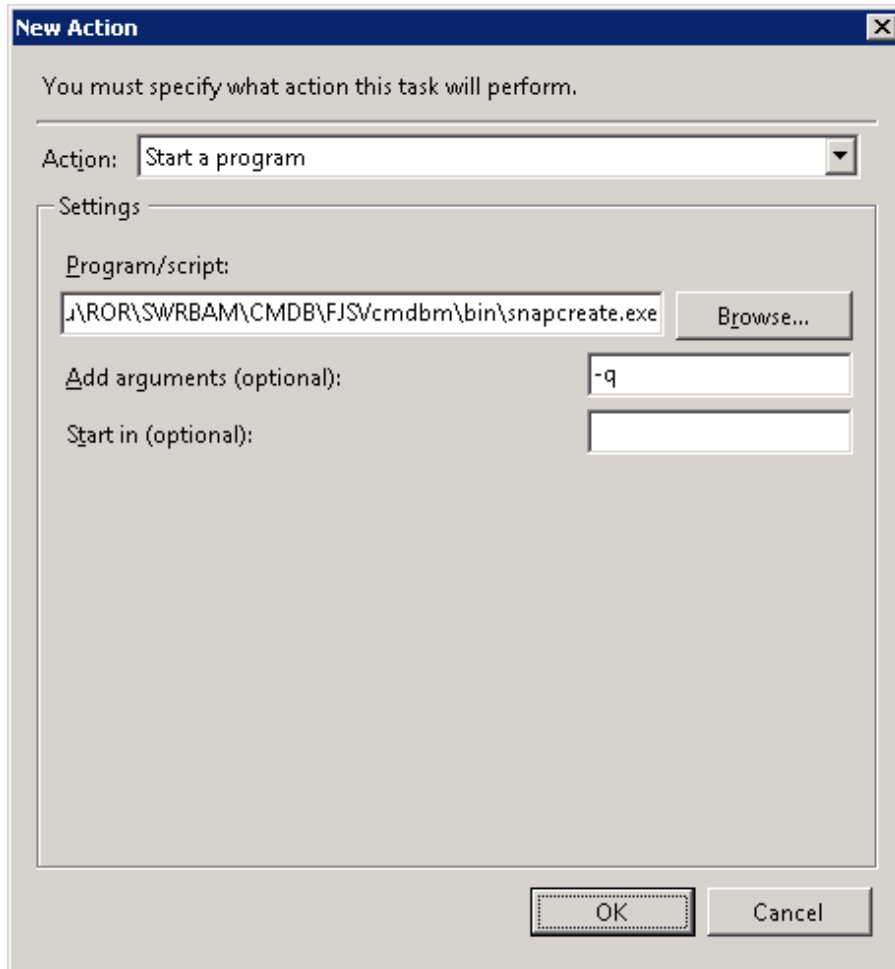 New Action
You must specify what action this task will perform.
Action: Start a program
Settings
Program/script:
\ROR\SWRBAM\CMDB\FJSVcmdbm\bin\snapcreate.exe Browse...
Add arguments (optional): -q
Start in (optional):
OK Cancel